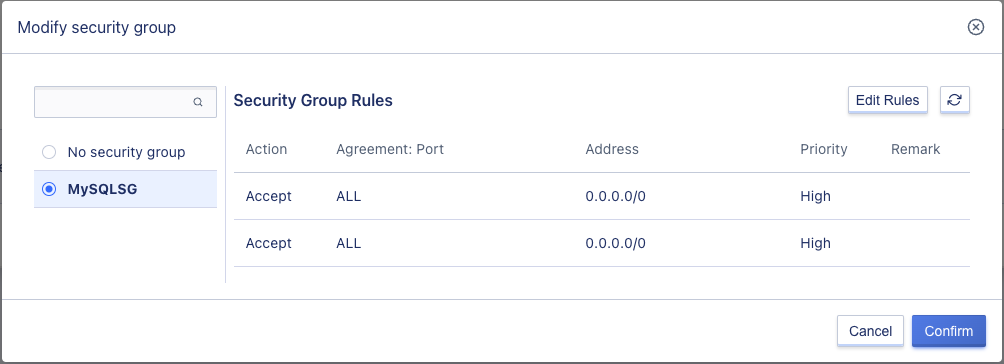 Modify security group
Security Group Rules
Edit Rules
No security group
MySQLSG
Action Agreement: Port Address Priority Remark
Accept ALL 0.0.0.0/0 High
Accept ALL 0.0.0.0/0 High
Cancel Confirm